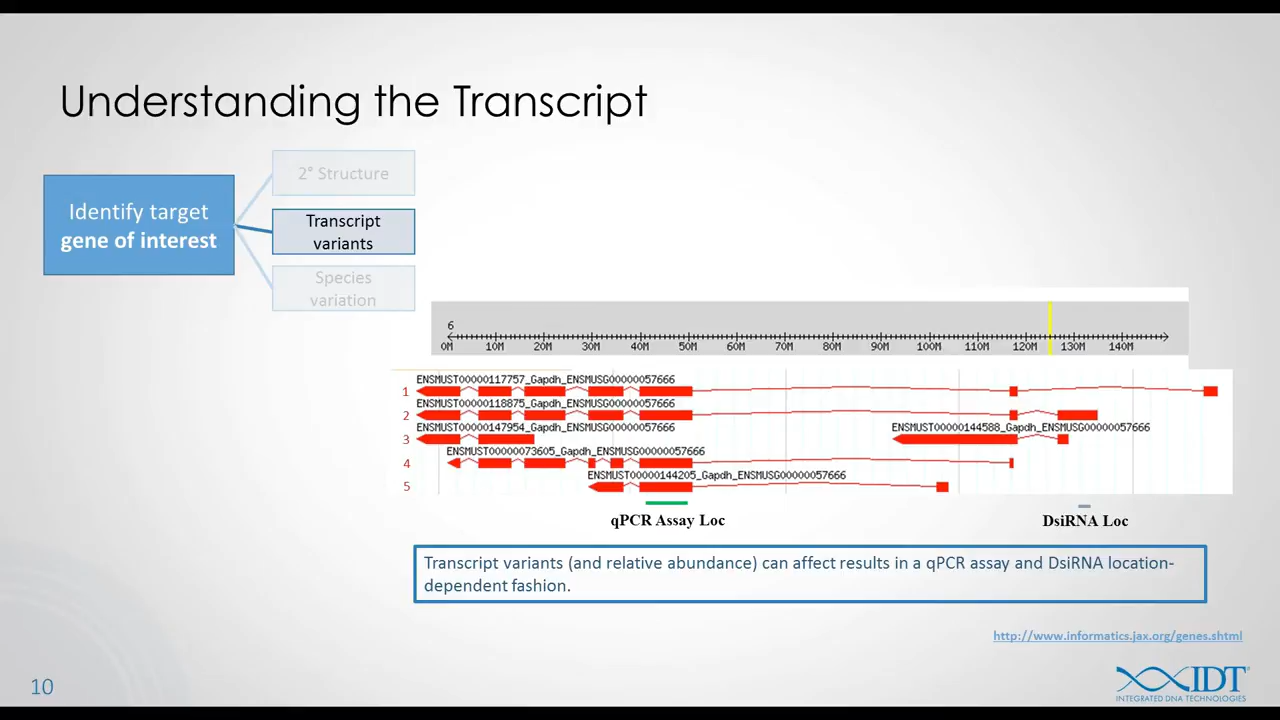 Understanding the Transcript
2° Structure
Identify target
gene of interest
Transcript
variants
Species
variation
6
0M 10M 20M 30M 40M 50M 60M 70M 80M 90M 100M 110M 120M 130M 140M
ENSMUST00000117757_Gapdh_ENSMUSG00000057666
1
ENSMUST00000118875_Gapdh_ENSMUSG00000057666
2
ENSMUST00000147954_Gapdh_ENSMUSG00000057666 ENSMUST00000144588_Gapdh_ENSMUSG00000057666
3
ENSMUST00000073605_Gapdh_ENSMUSG00000057666
4
ENSMUST00000144205_Gapdh_ENSMUSG00000057666
5
qPCR Assay Loc DsiRNA Loc
Transcript variants (and relative abundance) can affect results in a qPCR assay and DsiRNA location-
dependent fashion.
http://www.informatics.jax.org/genes.shtml
10
IDT®
INTEGRATED DNA TECHNOLOGIES